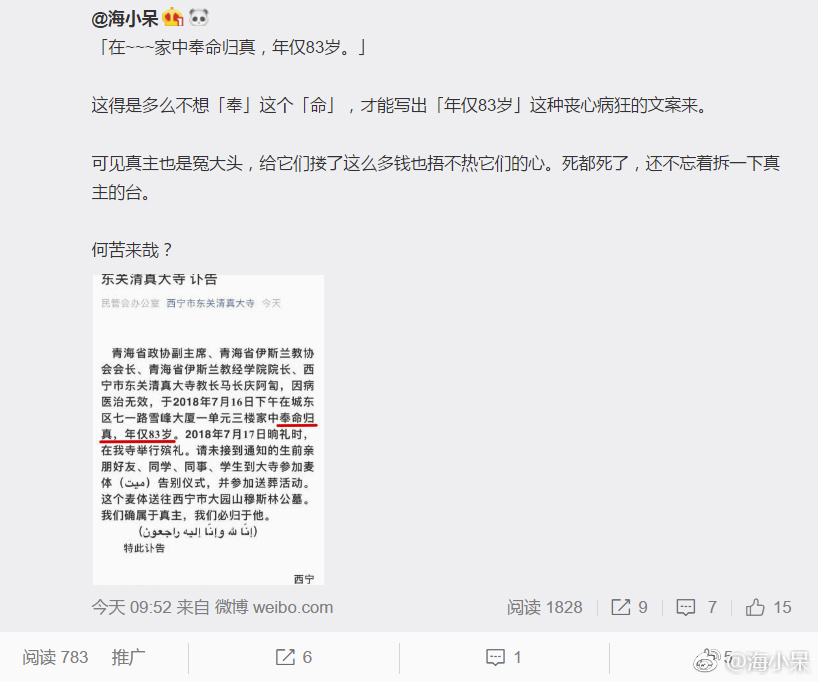 @海小呆
「在~~~家中奉命归真，年仅83岁。」
这得是多么不想「奉」这个「命」，才能写出「年仅83岁」这种丧心病狂的文案来。
可见真主也是冤大头，给它们搂了这么多钱也捂不热它们的心。死都死了，还不忘着拆一下真
主的台。
何苦来哉？
东关清真大寺 讣告
民管会办公室 西宁市东关清真大寺 今天
青海省政协副主席、青海省伊斯兰教协
会会长、青海省伊斯兰教经学院院长、西
宁市东关清真大寺教长马长庆阿訇，因病
医治无效，于2018年7月16日下午在城东
区七一路雪峰大厦一单元三楼家中奉命归
真，年仅83岁。2018年7月17日晌礼时，
在我寺举行殡礼。请未接到通知的生前亲
朋好友、同学、同事、学生到大寺参加麦
体（ميت）告别仪式，并参加送葬活动。
这个麦体送往西宁市大园山穆斯林公墓。
我们确属于真主，我们必归于他。
(إنّا لله وإنّا إليه راجعون)
特此讣告
西宁
今天 09:52 来自 微博 weibo.com
阅读 1828 9 7 15
阅读 783 推广 6 1 5
@海小呆